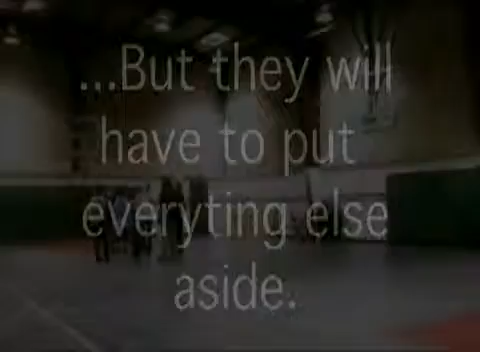 ...But they will
have to put
everyting else
aside.